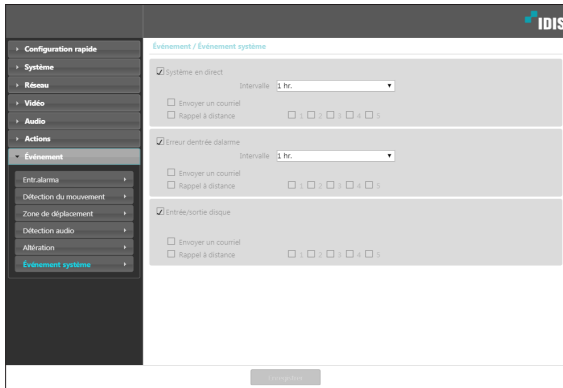 IDIS
Configuration rapide
Système
Réseau
Vidéo
Audio
Actions
Événement
Entr.alarma
Détection du mouvement
Zone de déplacement
Détection audio
Altération
Événement système
Événament / Événement système
Système en direct
Intervalle 1 hr.
Envoyer un courriel
Rappel à distance 1 2 3 4 5
Erreur dentrée dalarme
Intervalle 1 hr.
Envoyer un courriel
Rappel à distance 1 2 3 4 5
Entrée/sortie disque
Envoyer un courriel
Rappel à distance 1 2 3 4 5
Enregistrer